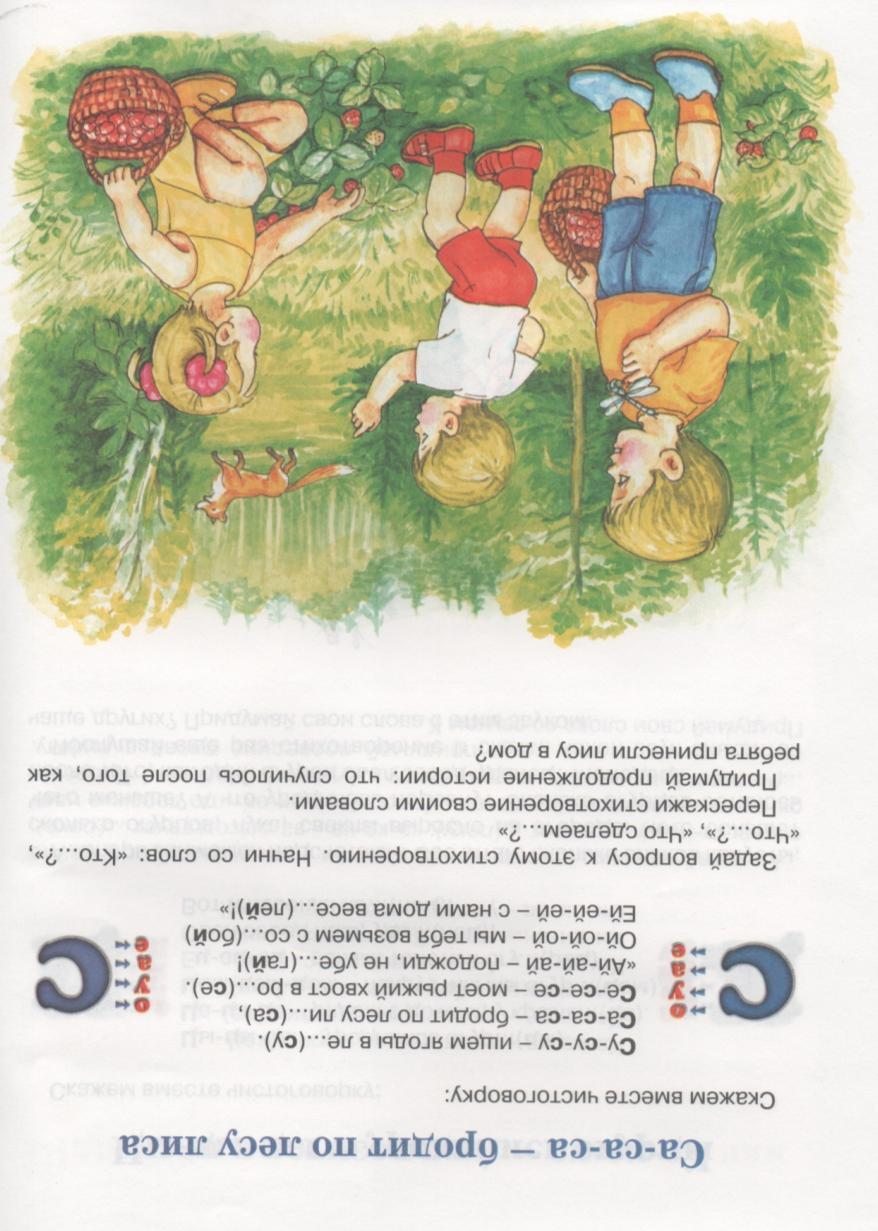 Са-са-са – бродит по лесу лиса
Скажем вместе чистоговорку:
Су-су-су – ищем ягоды в ле...(су).
Са-са-са – бродит по лесу ли...(са).
Се-се-се – моет рыжий хвост в ро...(се).
«Ай-ай-ай – подожди, не убе...(гай)!
Ой-ой-ой – мы тебя возьмем с со...(бой)
Ей-ей-ей – с нами дома весе...(лей)!»
С
о
у
а
е
С
о
у
а
е
Задай вопросы к этому стихотворению. Начни со слов: «Кто...?»,
«Что...?», «Что сделаем...?»
Перескажи стихотворение своими словами.
Придумай продолжение истории: что случилось после того, как
ребята привели лису в дом?